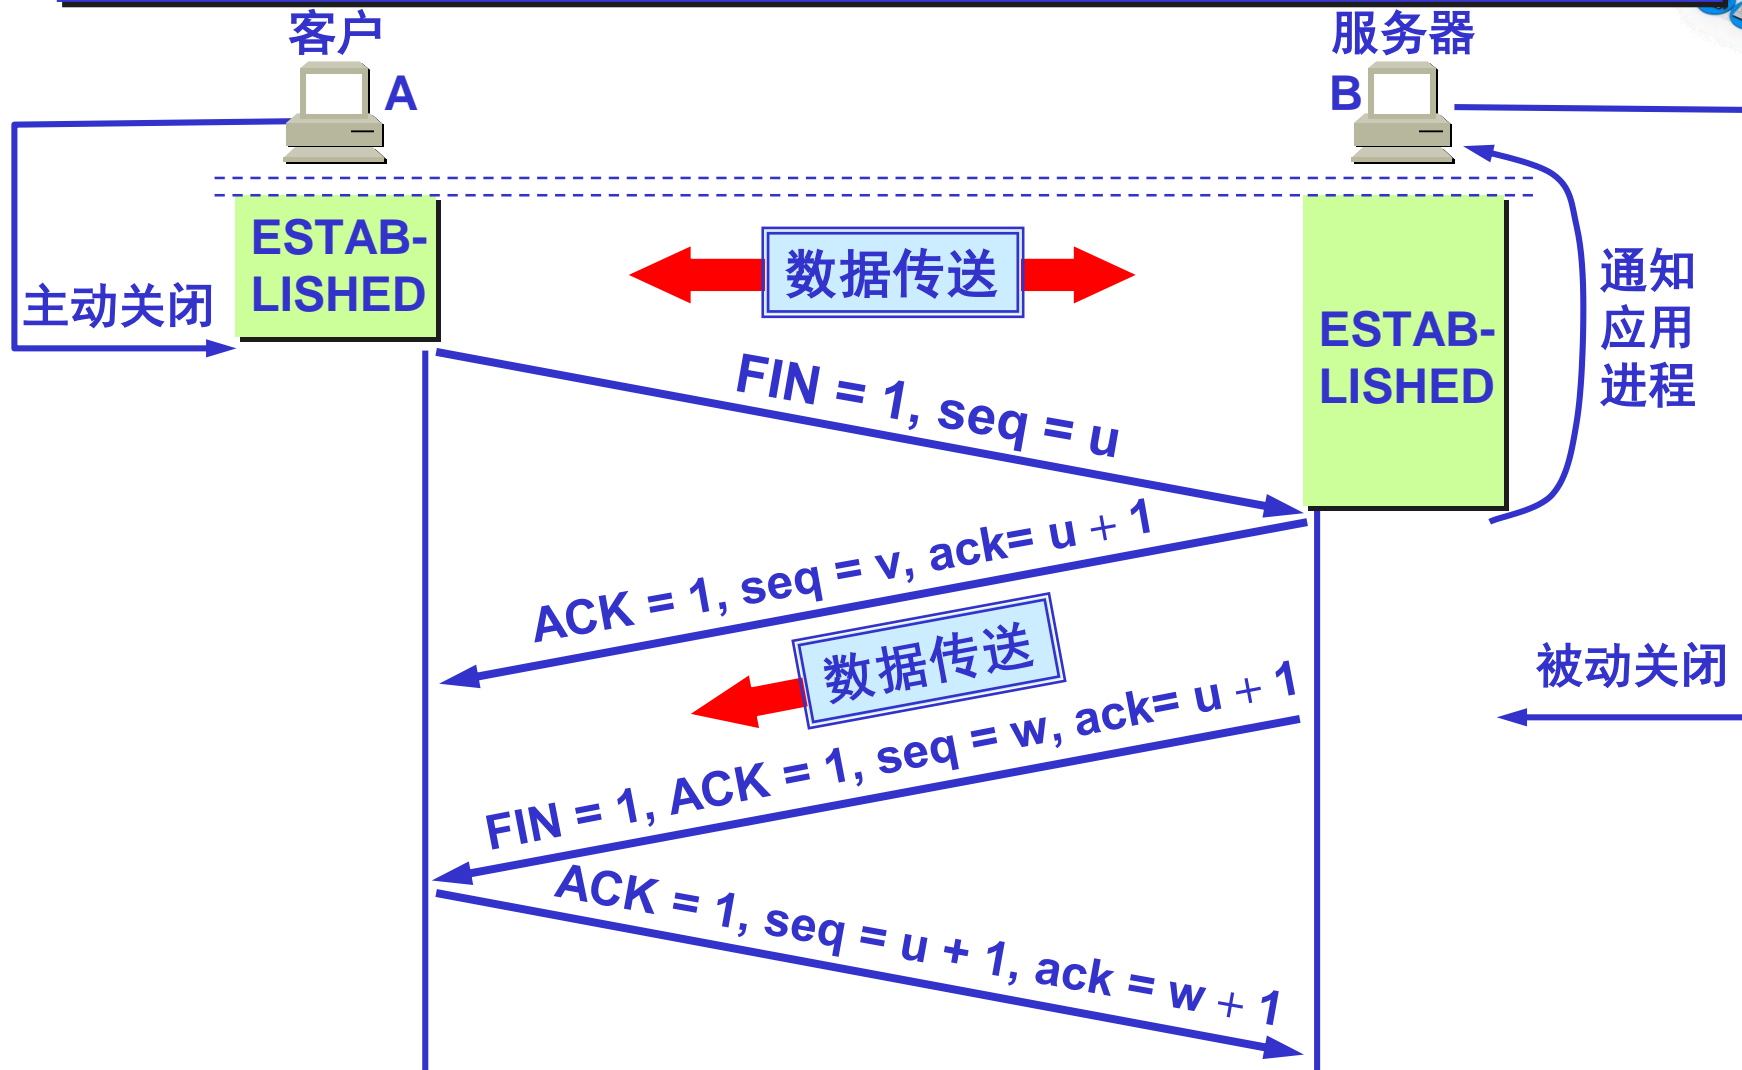 客户
服务器
A
B
ESTAB-
LISHED
数据传送
主动关闭
ESTAB-
LISHED
通知
应用
进程
FIN = 1, seq = u
ACK = 1, seq = v, ack= u + 1
数据传送
被动关闭
FIN = 1, ACK = 1, seq = w, ack= u + 1
ACK = 1, seq = u + 1, ack = w + 1